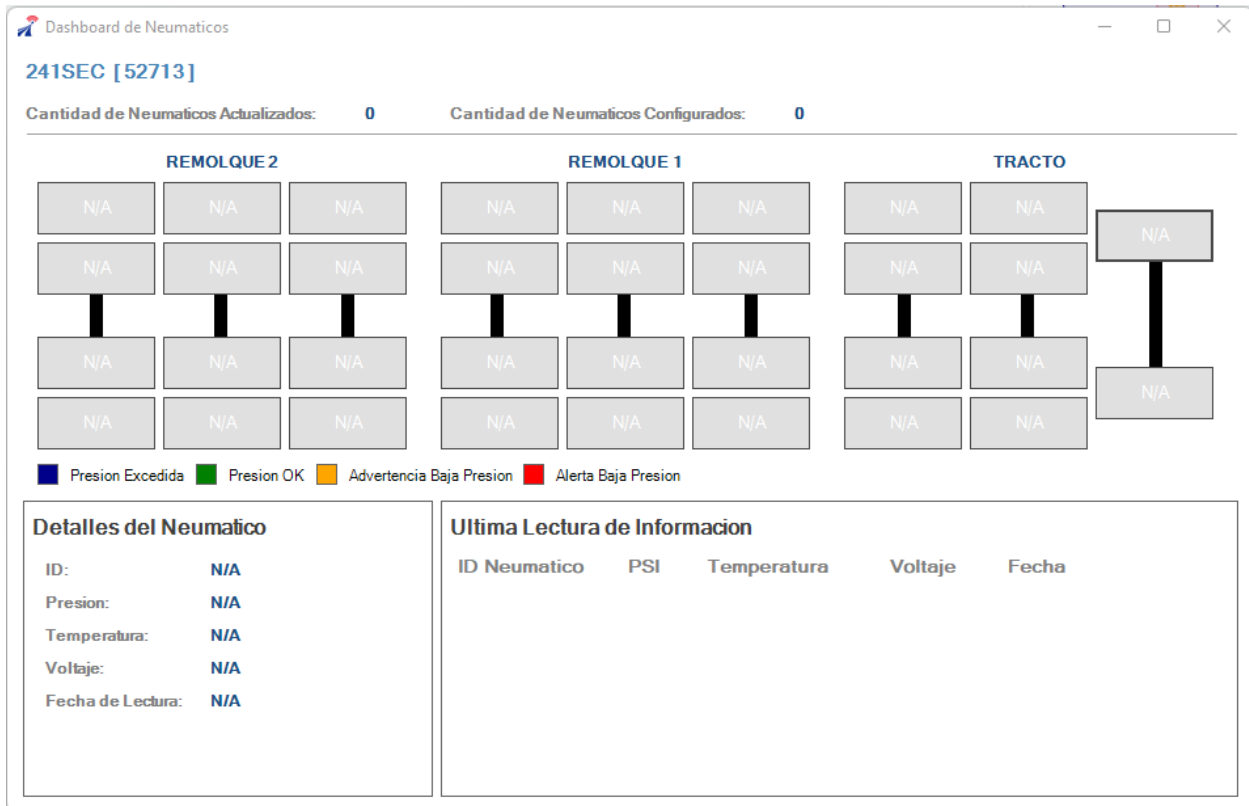 Dashboard de Neumaticos
241SEC [52713]
Cantidad de Neumaticos Actualizados: 0 Cantidad de Neumaticos Configurados: 0
REMOLQUE 2 REMOLQUE 1 TRACTO
N/A N/A N/A N/A N/A N/A N/A N/A
N/A
N/A N/A N/A N/A N/A N/A N/A N/A
N/A N/A N/A N/A N/A N/A N/A N/A
N/A
N/A N/A N/A N/A N/A N/A N/A N/A
Presion Excedida Presion OK Advertencia Baja Presion Alerta Baja Presion
Detalles del Neumatico
ID: N/A
Presion: N/A
Temperatura: N/A
Voltaje: N/A
Fecha de Lectura: N/A
Ultima Lectura de Informacion
ID Neumatico PSI Temperatura Voltaje Fecha